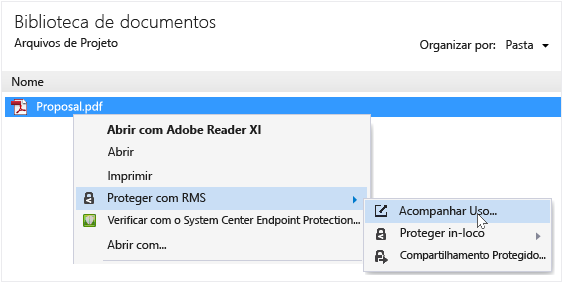 Biblioteca de documentos
Arquivos de Projeto
Organizar por: Pasta
Nome
Proposal.pdf
Abrir com Adobe Reader XI
Abrir
Imprimir
Proteger com RMS
Verificar com o System Center Endpoint Protection...
Abrir com...
Acompanhar Uso...
Proteger in-loco
Compartilhamento Protegido...